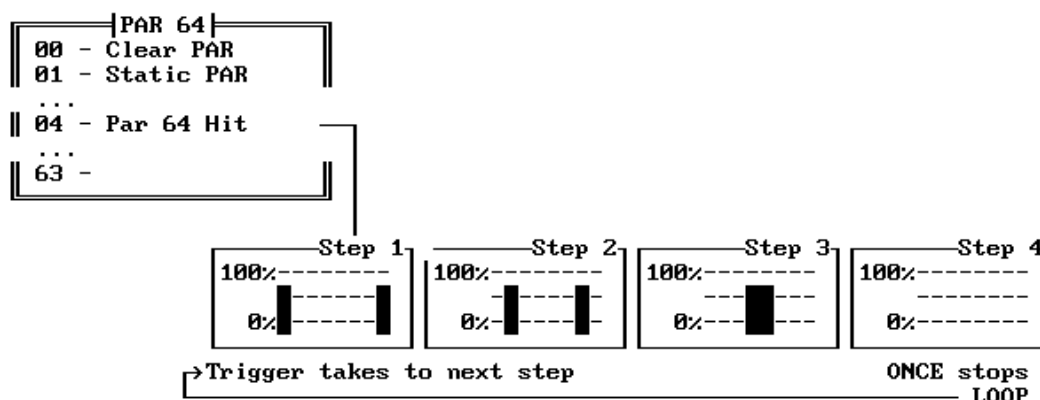 PAR 64
00 - Clear PAR
01 - Static PAR
...
04 - Par 64 Hit
...
63 -
Step 1 Step 2 Step 3 Step 4
100% 100% 100% 100%
0% 0% 0% 0%
→Trigger takes to next step ONCE stops
LOOP